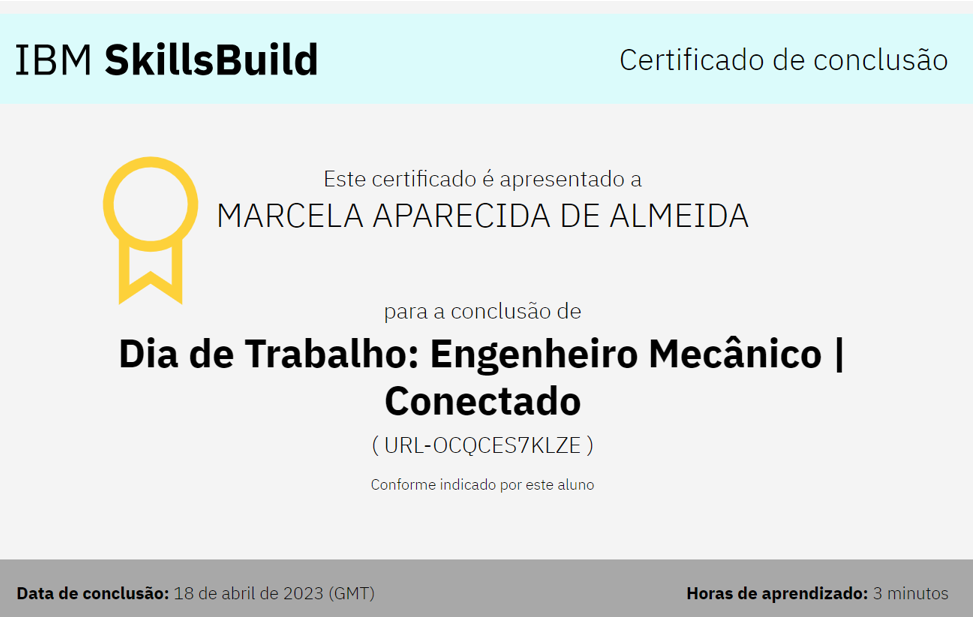 IBM SkillsBuild
Certificado de conclusão
Este certificado é apresentado a
MARCELA APARECIDA DE ALMEIDA
para a conclusão de
Dia de Trabalho: Engenheiro Mecânico |
Conectado
( URL-OCQCES7KLZE )
Conforme indicado por este aluno
Data de conclusão: 18 de abril de 2023 (GMT)
Horas de aprendizado: 3 minutos